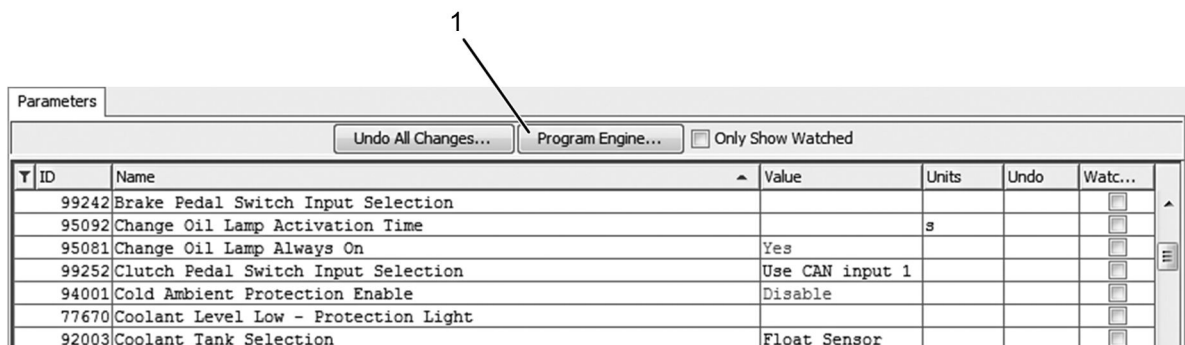 1
Parameters
Undo All Changes... Program Engine... Only Show Watched
ID Name Value Units Undo Watc...
99242 Brake Pedal Switch Input Selection
95092 Change Oil Lamp Activation Time s
95081 Change Oil Lamp Always On Yes
99252 Clutch Pedal Switch Input Selection Use CAN input 1
94001 Cold Ambient Protection Enable Disable
77670 Coolant Level Low - Protection Light
92003 Coolant Tank Selection Float Sensor